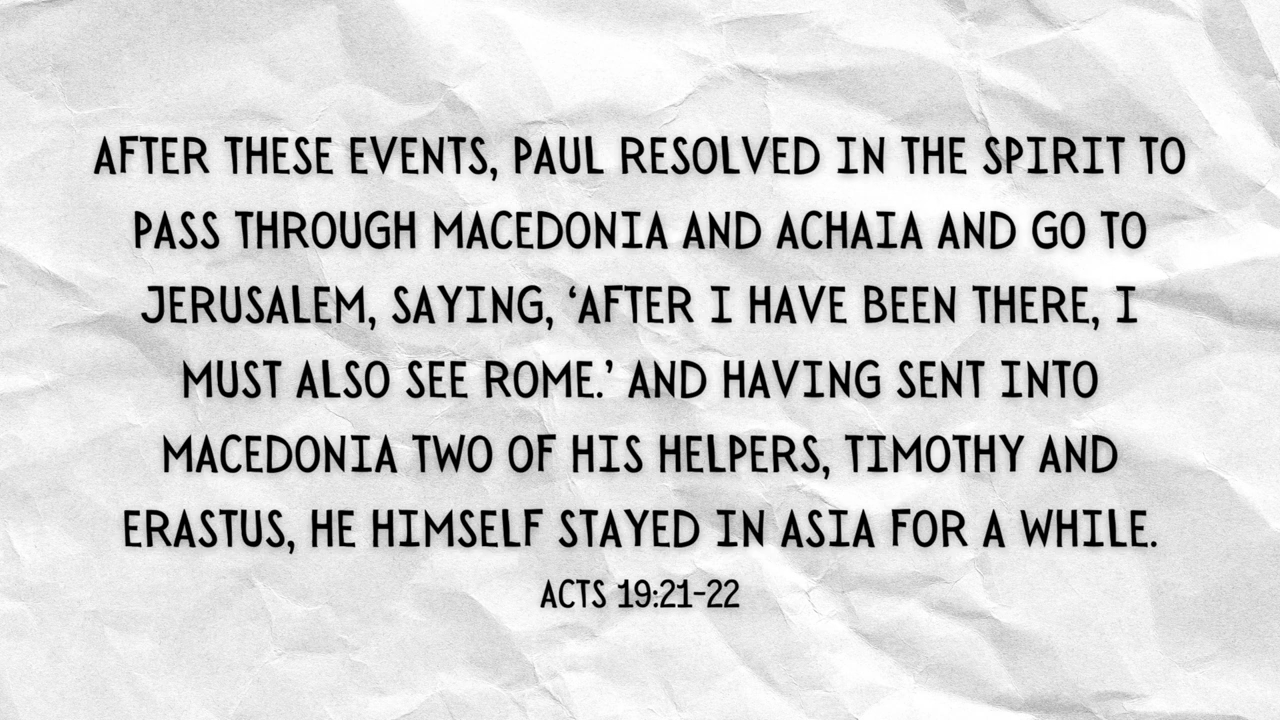 AFTER THESE EVENTS, PAUL RESOLVED IN THE SPIRIT TO
PASS THROUGH MACEDONIA AND ACHAIA AND GO TO
JERUSALEM, SAYING, ‘AFTER I HAVE BEEN THERE, I
MUST ALSO SEE ROME.’ AND HAVING SENT INTO
MACEDONIA TWO OF HIS HELPERS, TIMOTHY AND
ERASTUS, HE HIMSELF STAYED IN ASIA FOR A WHILE.
ACTS 19:21-22